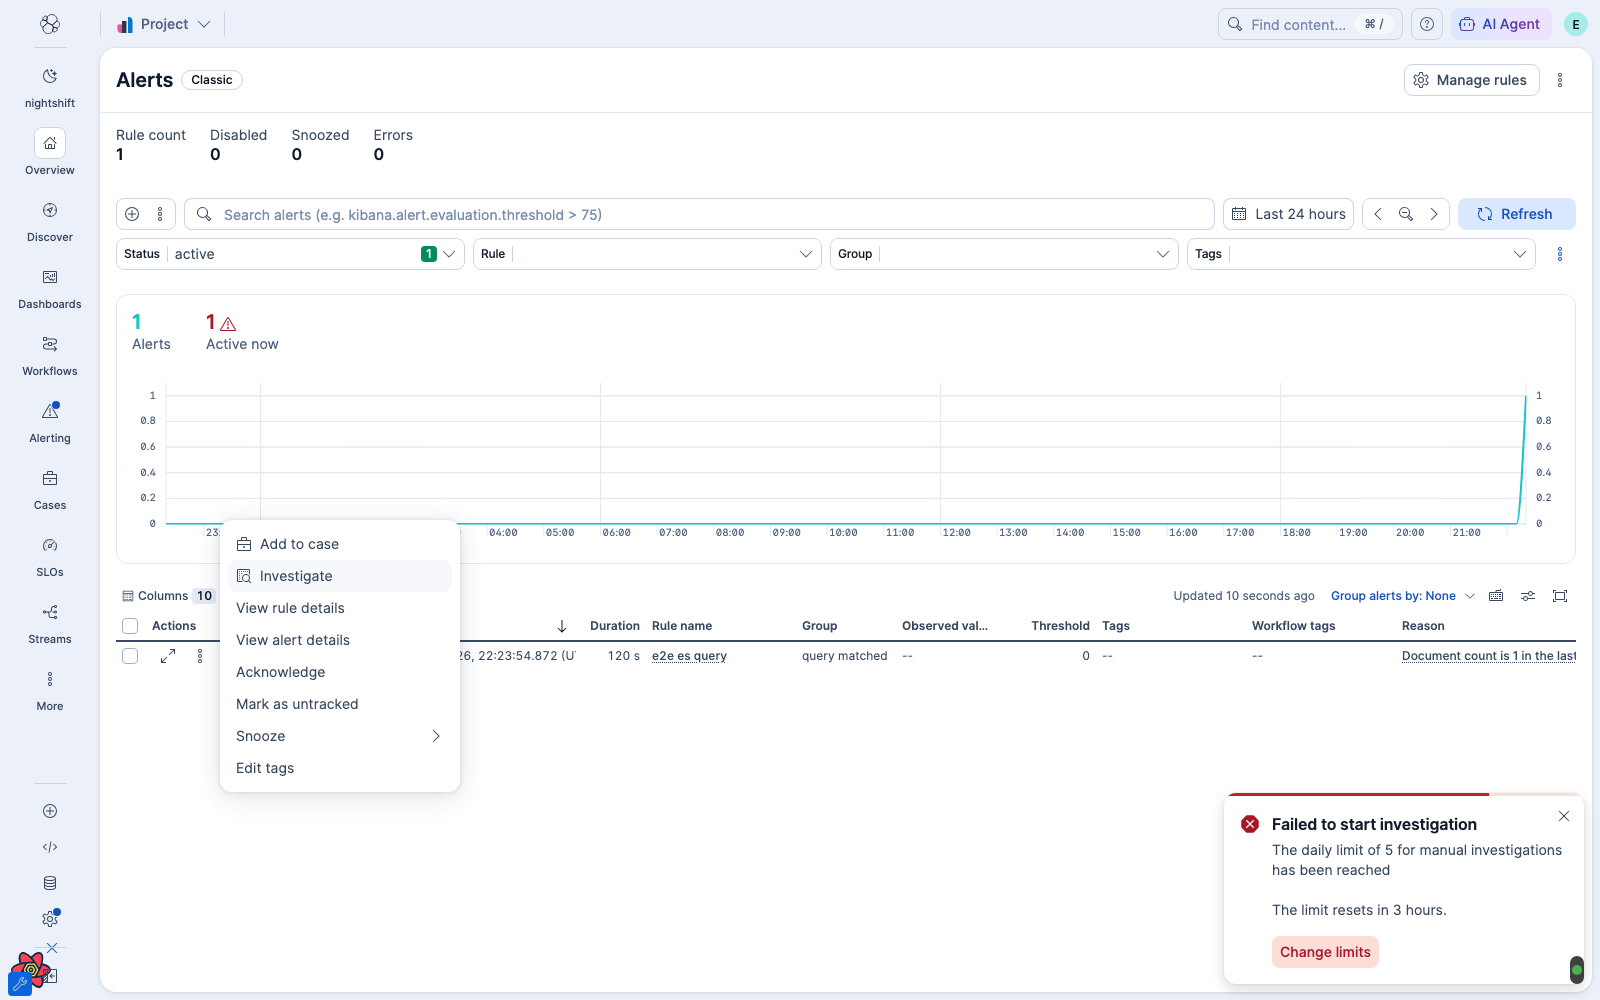 Project
Find content...
⌘ /
AI Agent
E
nightshift
Overview
Discover
Dashboards
Workflows
Alerting
Cases
SLOs
Streams
More
Alerts
Classic
Manage rules
Rule count
1
Disabled
0
Snoozed
0
Errors
0
Search alerts (e.g. kibana.alert.evaluation.threshold > 75)
Last 24 hours
Refresh
Status
active
1
Rule
Group
Tags
1
Alerts
1
Active now
1
0.8
0.6
0.4
0.2
0
1
0.8
0.6
0.4
0.2
0
23:
04:00
05:00
06:00
07:00
08:00
09:00
10:00
11:00
12:00
13:00
14:00
15:00
16:00
17:00
18:00
19:00
20:00
21:00
Add to case
Investigate
View rule details
View alert details
Acknowledge
Mark as untracked
Snooze
Edit tags
Columns 10
Updated 10 seconds ago
Group alerts by: None
Actions
Duration
Rule name
Group
Observed val...
Threshold
Tags
Workflow tags
Reason
26, 22:23:54.872 (U
120 s
e2e es query
query matched
--
0
--
--
Document count is 1 in the last
Failed to start investigation
The daily limit of 5 for manual investigations
has been reached
The limit resets in 3 hours.
Change limits